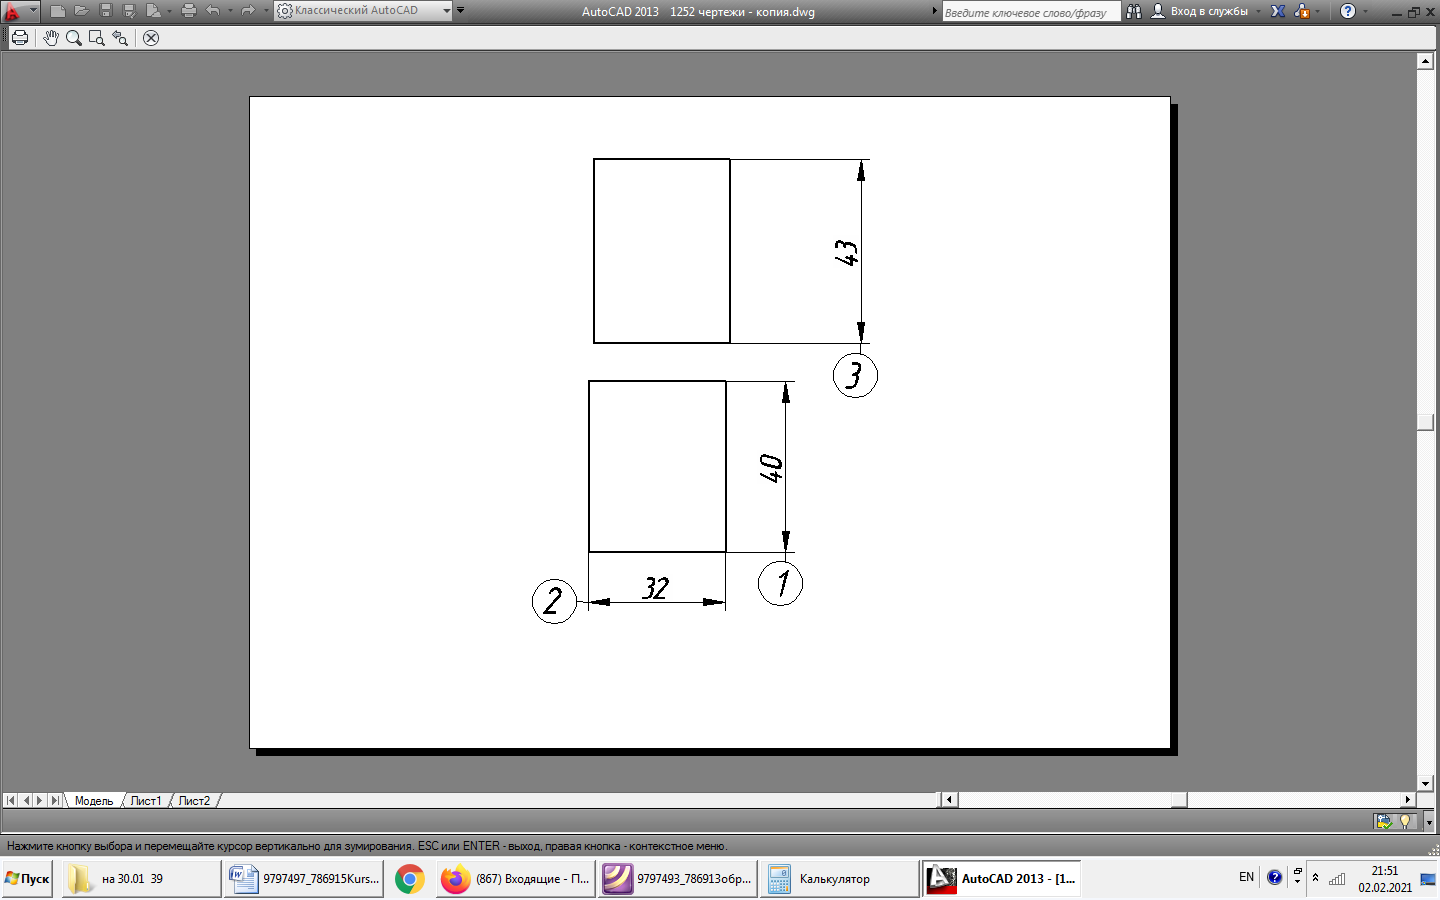 Классический AutoCAD
AutoCAD 2013 1252 чертежи - копия.dwg
Введите ключевое слово/фразу
Вход в службы
43
3
40
32
2
1
Модель
Лист1
Лист2
Нажмите кнопку выбора и перемещайте курсор вертикально для зумирования. ESC или ENTER - выход, правая кнопка - контекстное меню.
Пуск
на 30.01 39
9797497_786915Kurs...
(867) Входящие - П...
9797493_786913обр...
Калькулятор
AutoCAD 2013 - [1...
EN
21:51
02.02.2021